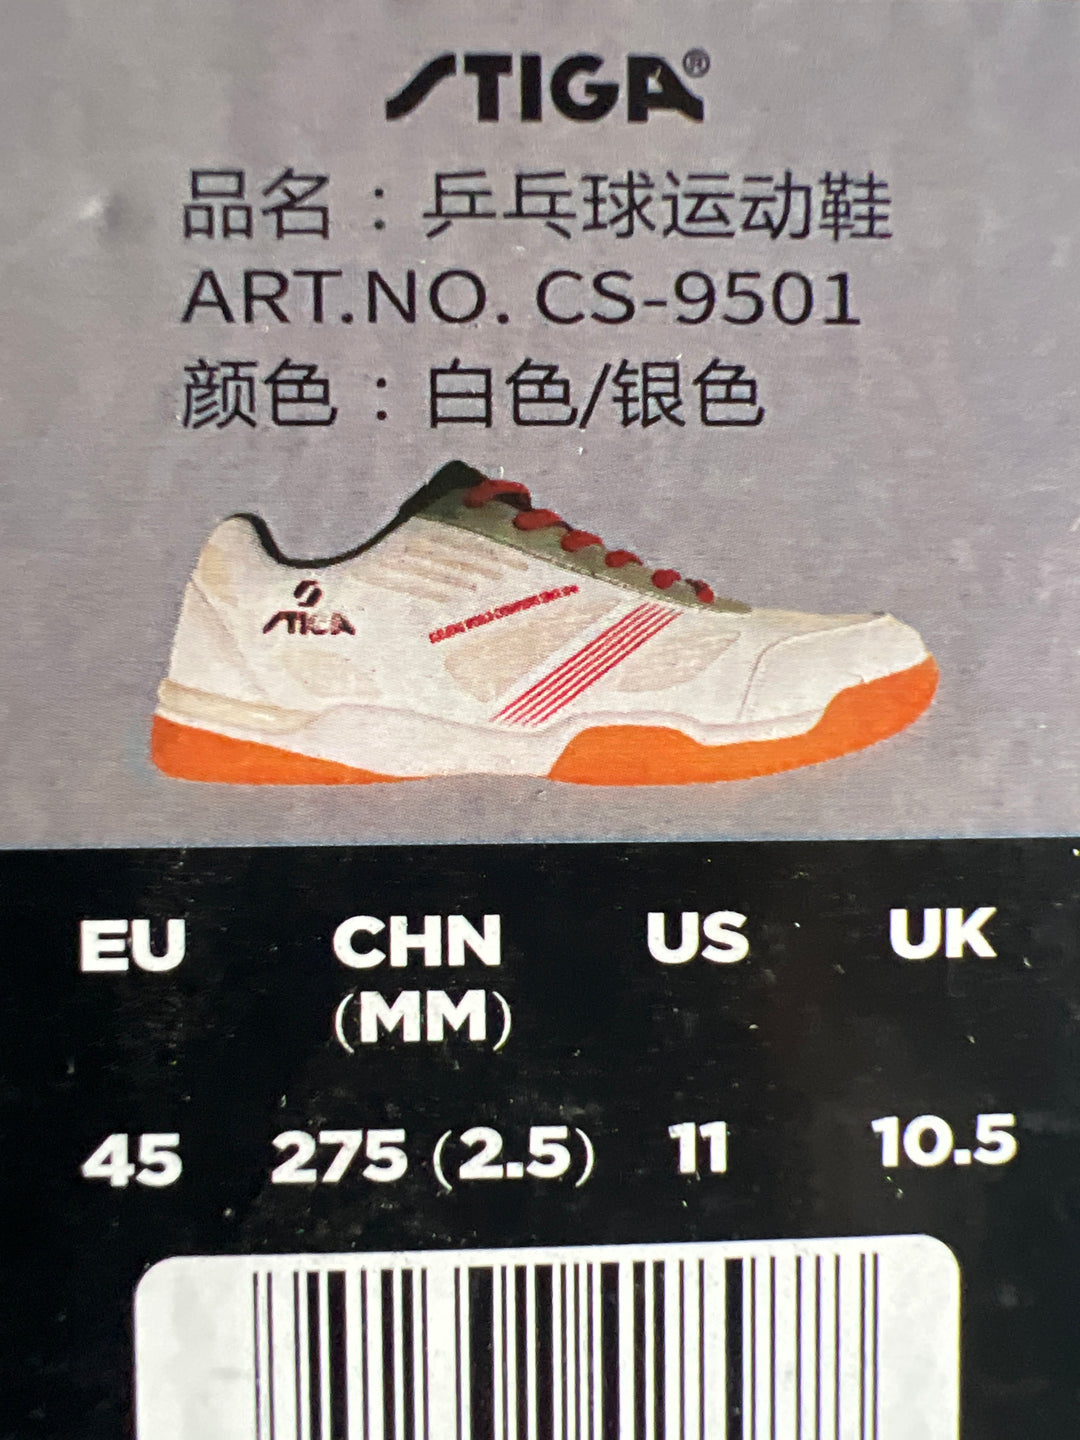 STIGA®
品名：乒乓球运动鞋
ART.NO. CS-9501
颜色：白色/银色
STIGA
EU CHN (MM) US UK
45 275 (2.5) 11 10.5